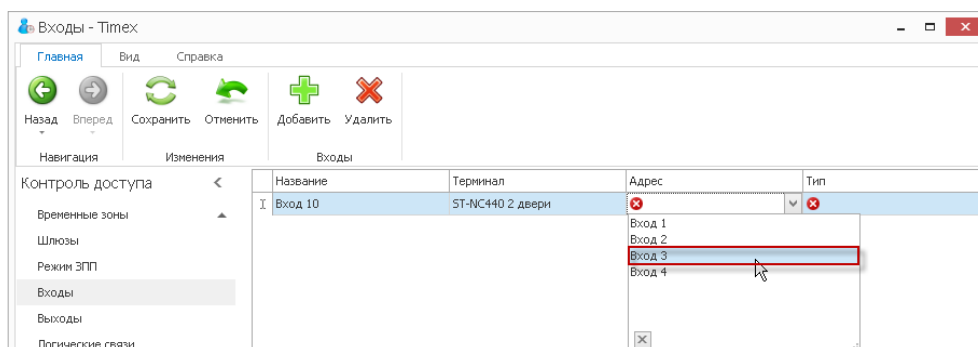 Входы - Timex
Главная Вид Справка
Назад Вперед Сохранить Отменить Добавить Удалить
Навигация Изменения Входы
Контроль доступа
Название Терминал Адрес Тип
Вход 10 ST-NC440 2 двери
Временные зоны
Вход 1
Вход 2
Шлюзы
Вход 3
Режим ЗПП
Вход 4
Входы
Выходы
Логические связи